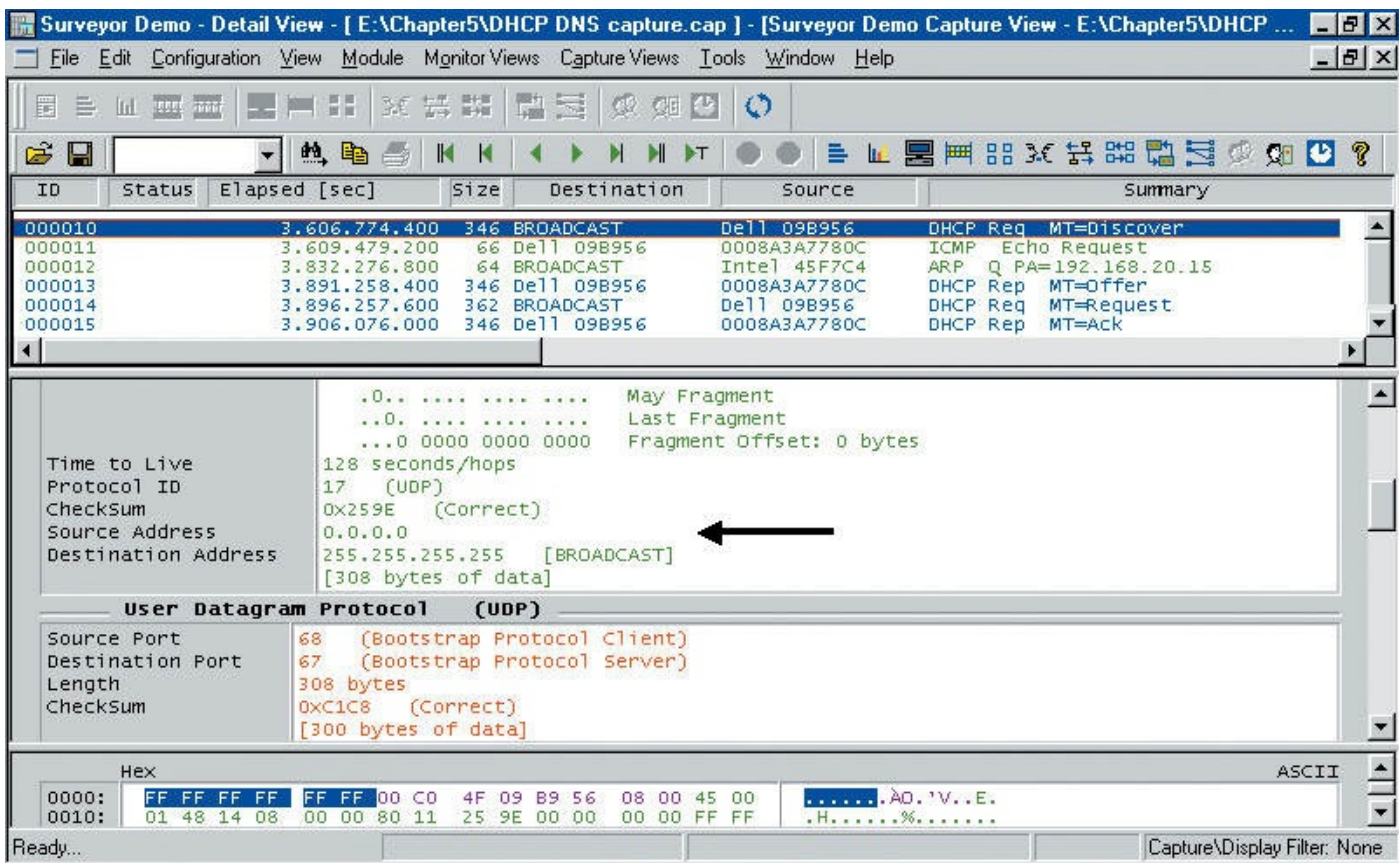 Surveyor Demo - Detail View - [ E:\Chapter5\DHCP DNS capture.cap ] - [Surveyor Demo Capture View - E:\Chapter5\DHCP ...
File Edit Configuration View Module Monitor Views Capture Views Tools Window Help
ID Status Elapsed [sec] Size Destination Source Summary
000010 3.606.774.400 346 BROADCAST Dell 09B956 DHCP Req MT=Discover
000011 3.609.479.200 66 Dell 09B956 0008A3A7780C ICMP Echo Request
000012 3.832.276.800 64 BROADCAST Intel 45F7C4 ARP Q PA=192.168.20.15
000013 3.891.258.400 346 Dell 09B956 0008A3A7780C DHCP Rep MT=Offer
000014 3.896.257.600 362 BROADCAST Dell 09B956 DHCP Req MT=Request
000015 3.906.076.000 346 Dell 09B956 0008A3A7780C DHCP Rep MT=Ack
.0.. .... .... .... May Fragment
..0. .... .... .... Last Fragment
...0 0000 0000 0000 Fragment Offset: 0 bytes
Time to Live 128 seconds/hops
Protocol ID 17 (UDP)
CheckSum 0x259E (Correct)
Source Address 0.0.0.0
Destination Address 255.255.255.255 [BROADCAST]
[308 bytes of data]
User Datagram Protocol (UDP)
Source Port 68 (Bootstrap Protocol Client)
Destination Port 67 (Bootstrap Protocol Server)
Length 308 bytes
CheckSum 0xC1C8 (Correct)
[300 bytes of data]
Hex ASCII
0000: FF FF FF FF FF FF 00 C0 4F 09 B9 56 08 00 45 00 .......ÀO.'V..E.
0010: 01 48 14 08 00 00 80 11 25 9E 00 00 00 00 FF FF .H......%.......
Ready... Capture\Display Filter: None